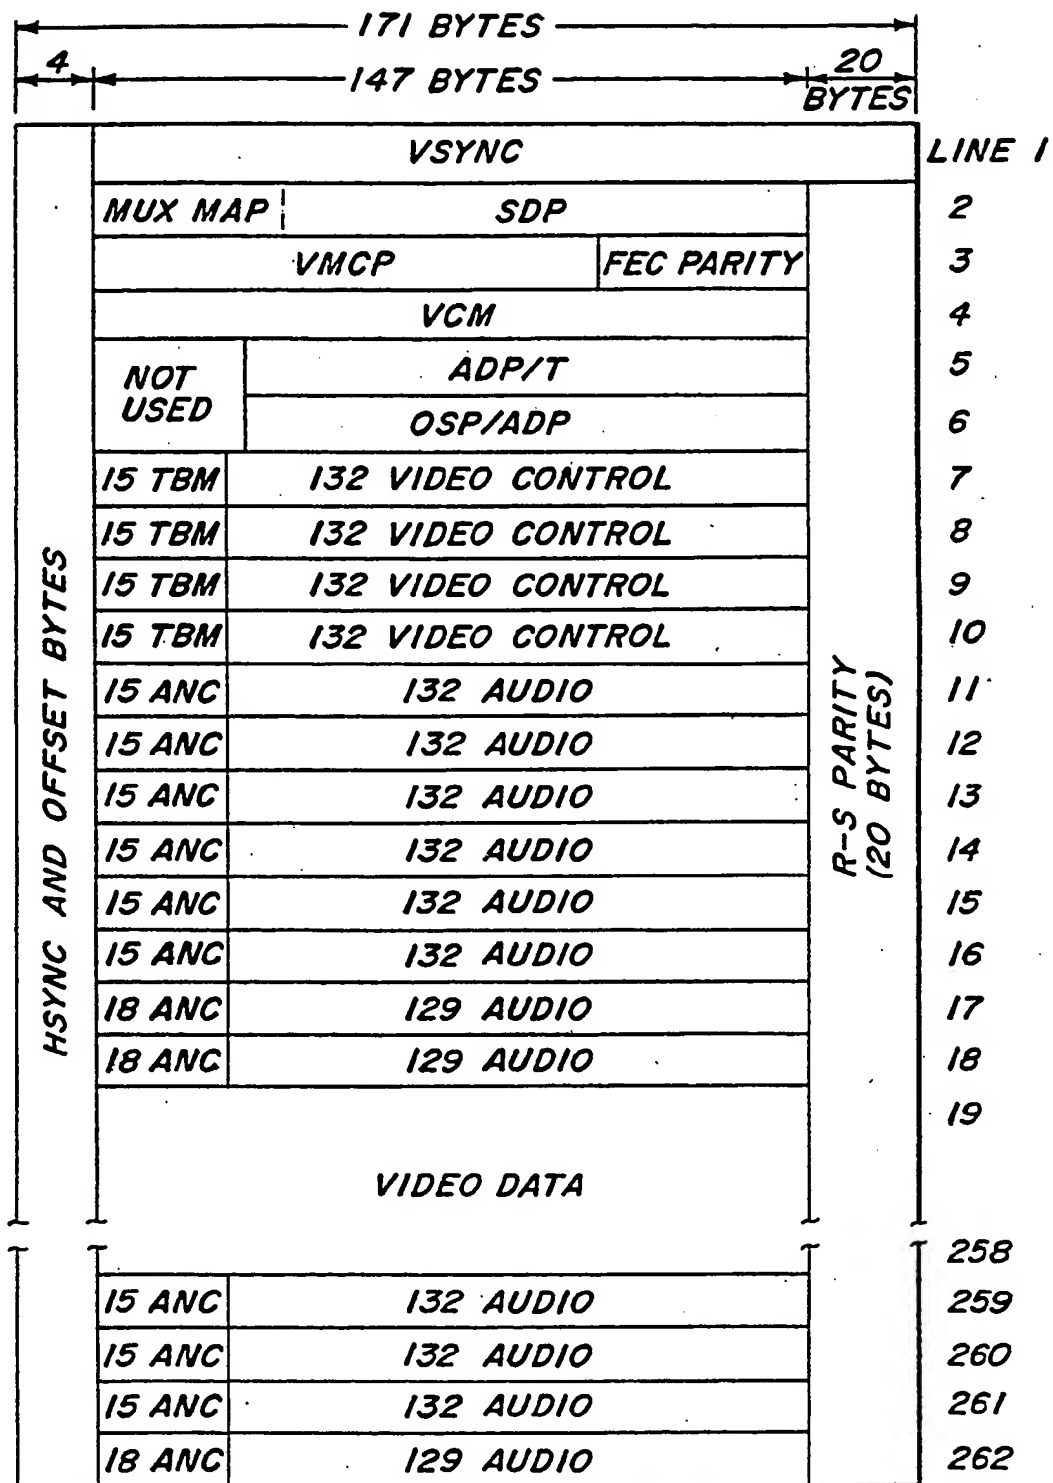 171 BYTES
4
147 BYTES
20
BYTES
VSYNC
LINE 1
MUX MAP
SDP
2
VMCP
FEC PARITY
3
VCM
4
NOT
USED
ADP/T
5
OSP/ADP
6
15 TBM
132 VIDEO CONTROL
7
15 TBM
132 VIDEO CONTROL
8
15 TBM
132 VIDEO CONTROL
9
15 TBM
132 VIDEO CONTROL
10
15 ANC
132 AUDIO
11
15 ANC
132 AUDIO
12
15 ANC
132 AUDIO
13
15 ANC
132 AUDIO
14
15 ANC
132 AUDIO
15
15 ANC
132 AUDIO
16
18 ANC
129 AUDIO
17
18 ANC
129 AUDIO
18
19
VIDEO DATA
258
15 ANC
132 AUDIO
259
15 ANC
132 AUDIO
260
15 ANC
132 AUDIO
261
18 ANC
129 AUDIO
262
HSYNC AND OFFSET BYTES
R-S PARITY
(20 BYTES)